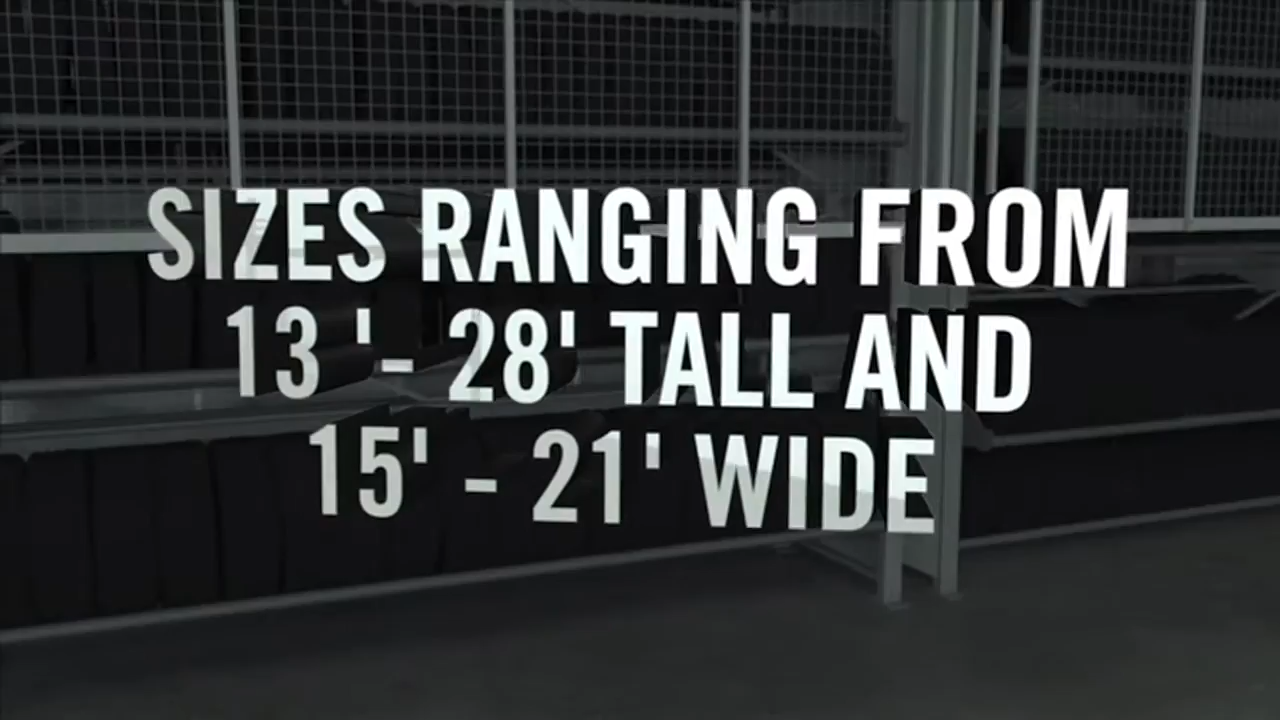 SIZES RANGING FROM
13 '- 28' TALL AND
15' - 21' WIDE